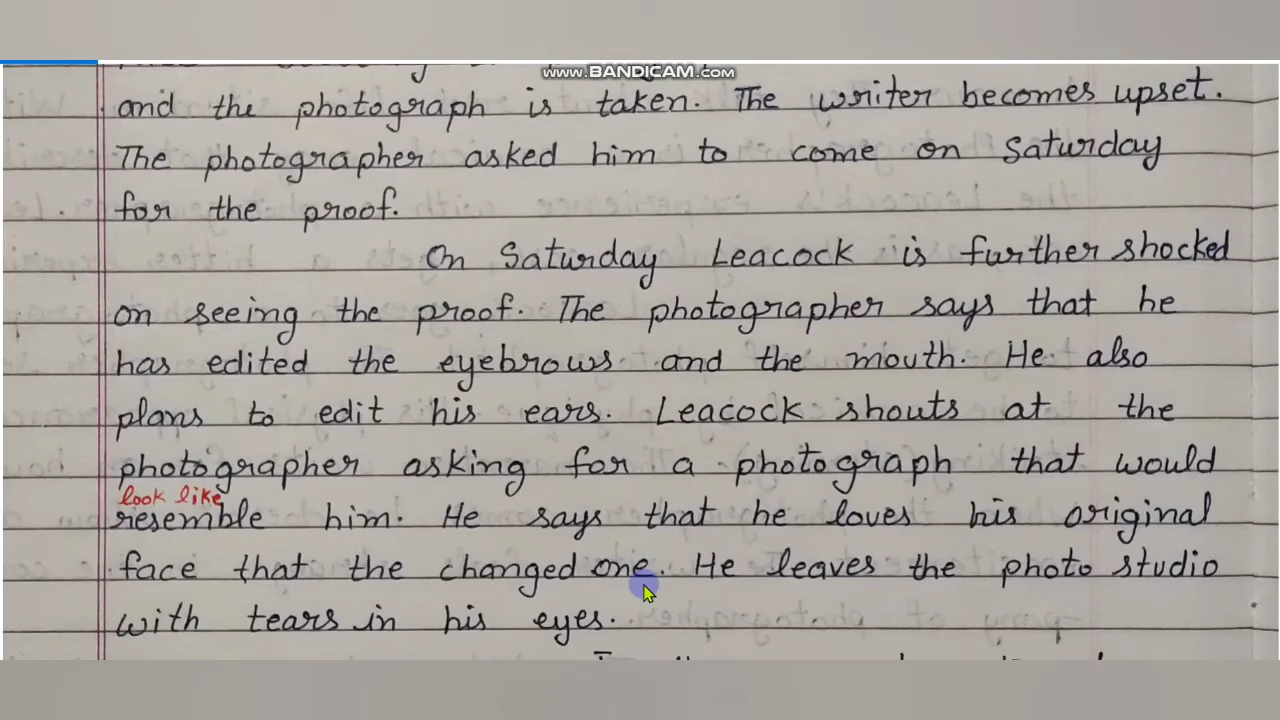 www.BANDICAM.com
and the photograph is taken. The writer becomes upset.
The photographer asked him to come on Saturday
for the proof.
On Saturday Leacock is further shocked
on seeing the proof. The photographer says that he
has edited the eyebrows and the mouth. He also
plans to edit his ears. Leacock shouts at the
photographer asking for a photograph that would
look like
resemble him. He says that he loves his original
face that the changed one. He leaves the photo studio
with tears in his eyes.